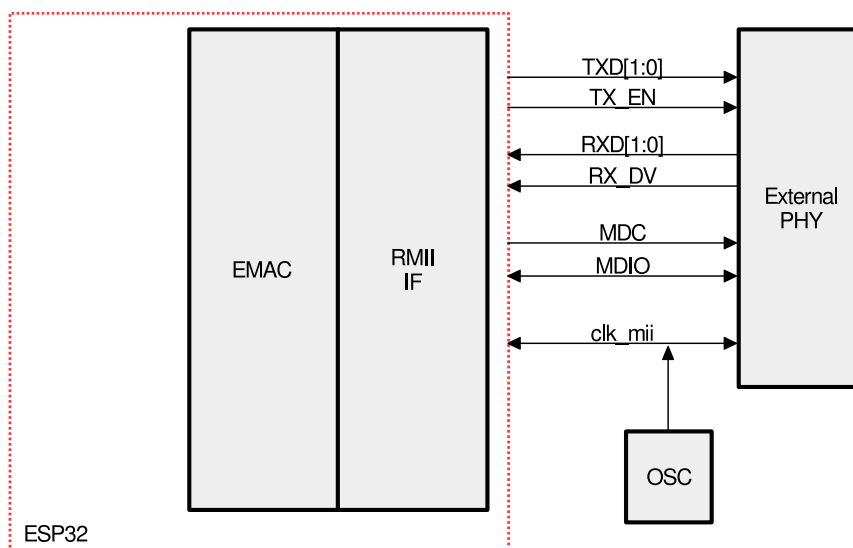 TXD[1:0]
TX_EN
RXD[1:0]
RX_DV
MDC
MDIO
clk_mii
EMAC
RMII
IF
External
PHY
OSC
ESP32